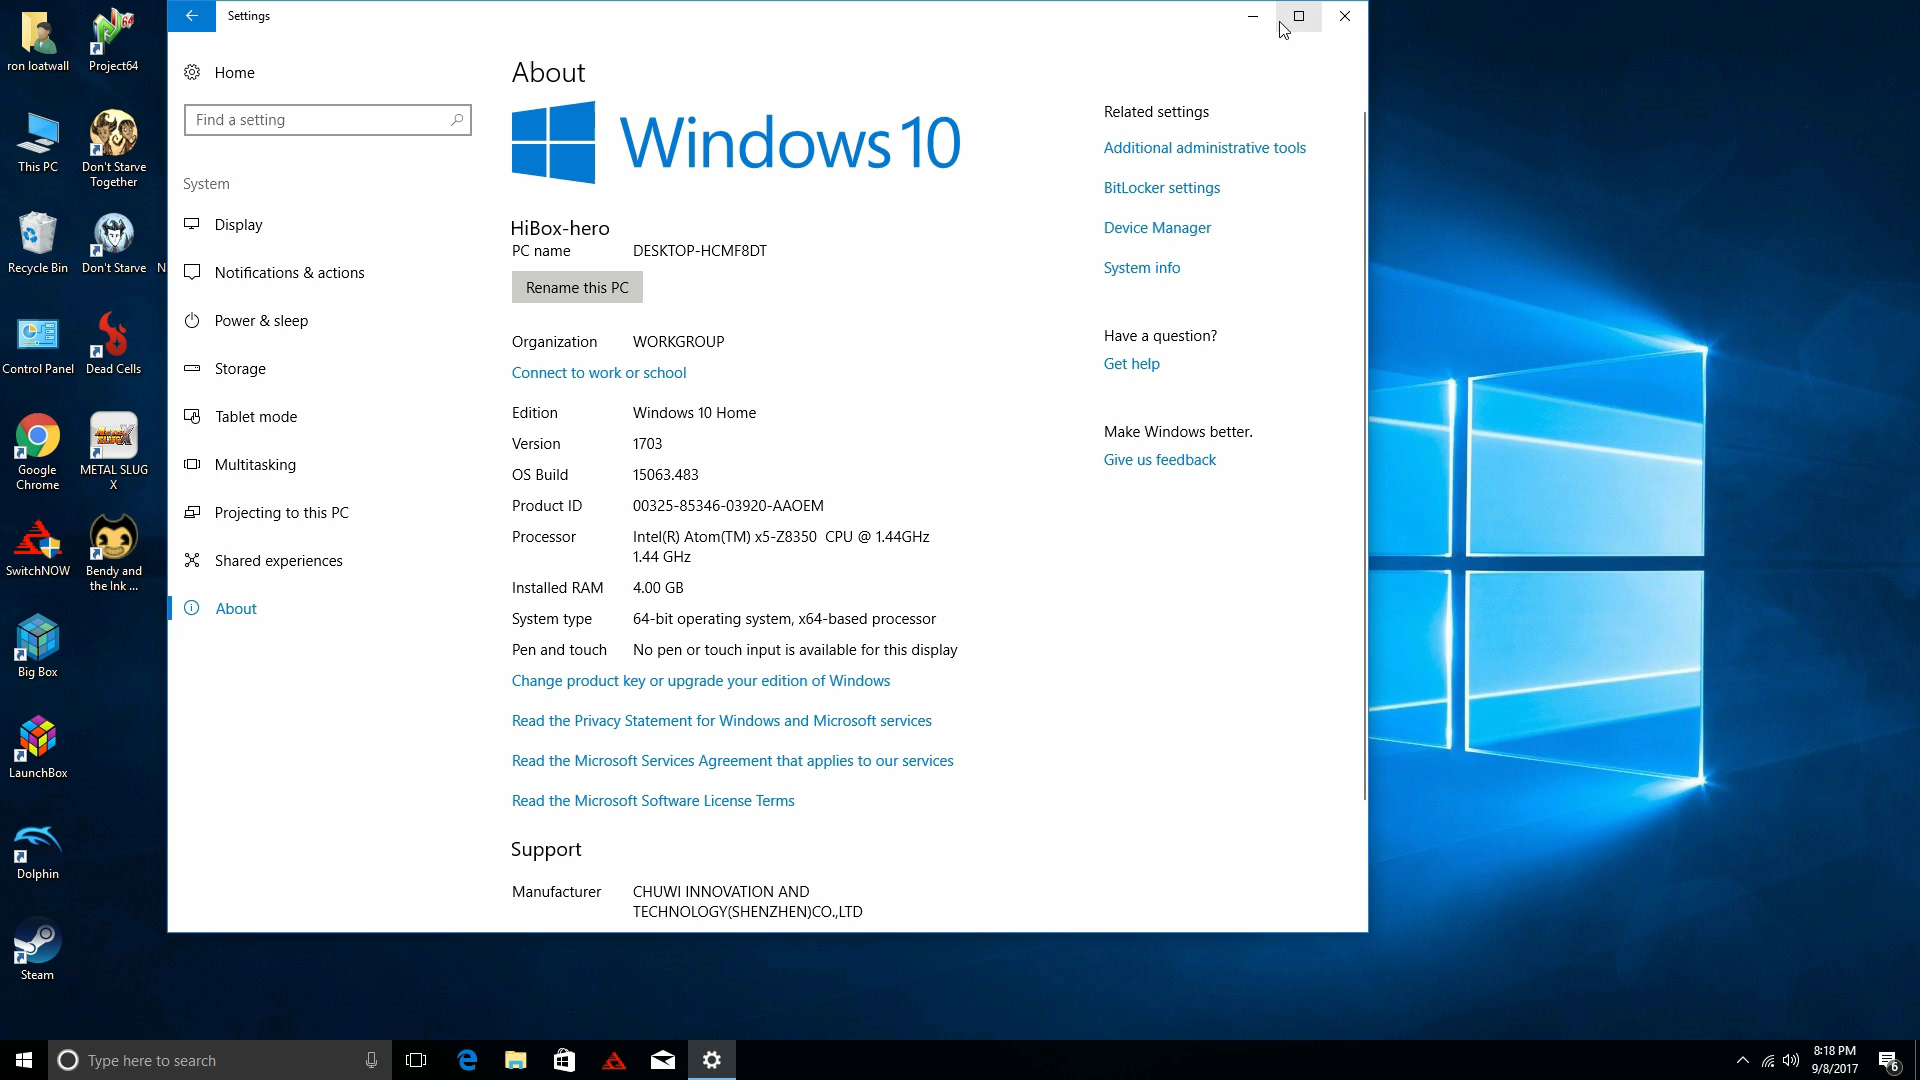 ron loatwall
Project64
This PC
Don't Starve
Together
Recycle Bin
Don't Starve
N
Control Panel
Dead Cells
Google
Chrome
METAL SLUG
X
SwitchNOW
Bendy and
the Ink ...
Big Box
LaunchBox
Dolphin
Steam
Settings
Home
Find a setting
System
Display
Notifications & actions
Power & sleep
Storage
Tablet mode
Multitasking
Projecting to this PC
Shared experiences
About
About
Windows 10
HiBox-hero
PC name DESKTOP-HCMF8DT
Rename this PC
Organization WORKGROUP
Connect to work or school
Edition Windows 10 Home
Version 1703
OS Build 15063.483
Product ID 00325-85346-03920-AAOEM
Processor Intel(R) Atom(TM) x5-Z8350 CPU @ 1.44GHz
1.44 GHz
Installed RAM 4.00 GB
System type 64-bit operating system, x64-based processor
Pen and touch No pen or touch input is available for this display
Change product key or upgrade your edition of Windows
Read the Privacy Statement for Windows and Microsoft services
Read the Microsoft Services Agreement that applies to our services
Read the Microsoft Software License Terms
Support
Manufacturer CHUWI INNOVATION AND
TECHNOLOGY(SHENZHEN)CO.,LTD
Related settings
Additional administrative tools
BitLocker settings
Device Manager
System info
Have a question?
Get help
Make Windows better.
Give us feedback
Type here to search
8:18 PM
9/8/2017
6